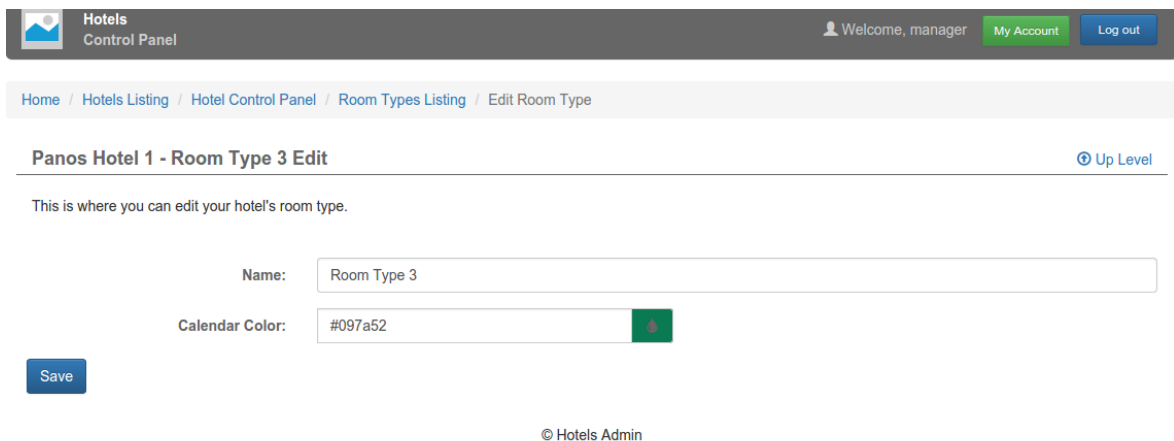 Hotels
Control Panel
Welcome, manager
My Account
Log out
Home / Hotels Listing / Hotel Control Panel / Room Types Listing / Edit Room Type
Panos Hotel 1 - Room Type 3 Edit
Up Level
This is where you can edit your hotel's room type.
Name: Room Type 3
Calendar Color: #097a52
Save
© Hotels Admin